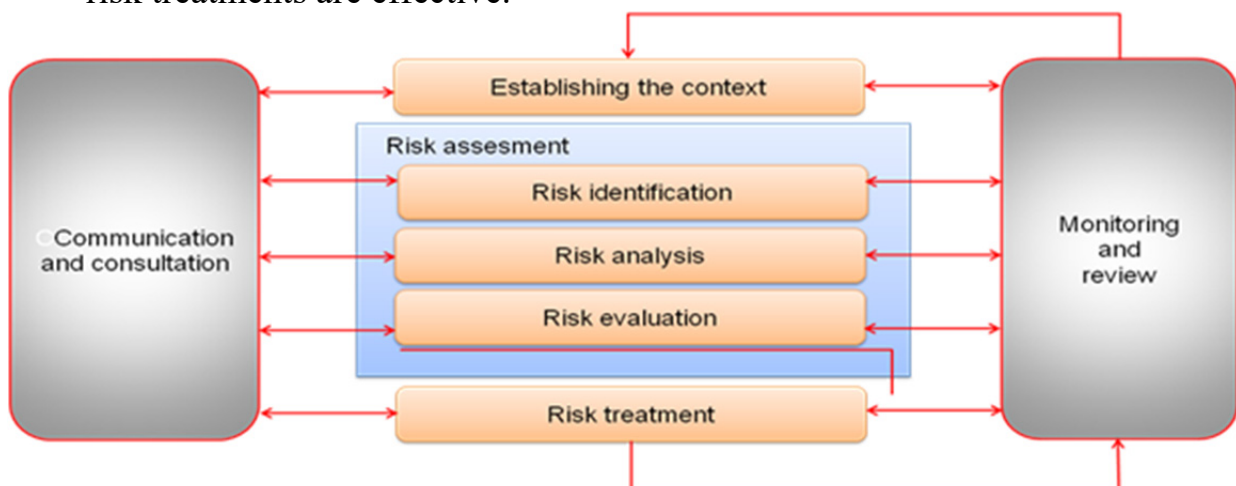 risk treatments are effective.
Establishing the context
Risk assesment
Risk identification
Risk analysis
Risk evaluation
Risk treatment
CCommunication
and consultation
Monitoring
and
review